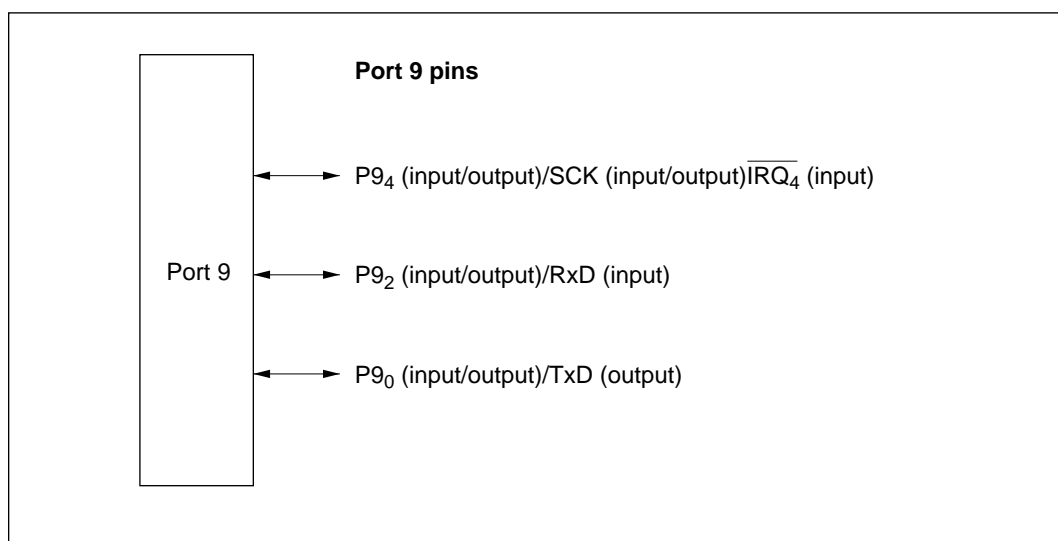 Port 9 pins
P9₄ (input/output)/SCK (input/output)I̅R̅Q̅₄̅ (input)
Port 9
P9₂ (input/output)/RxD (input)
P9₀ (input/output)/TxD (output)